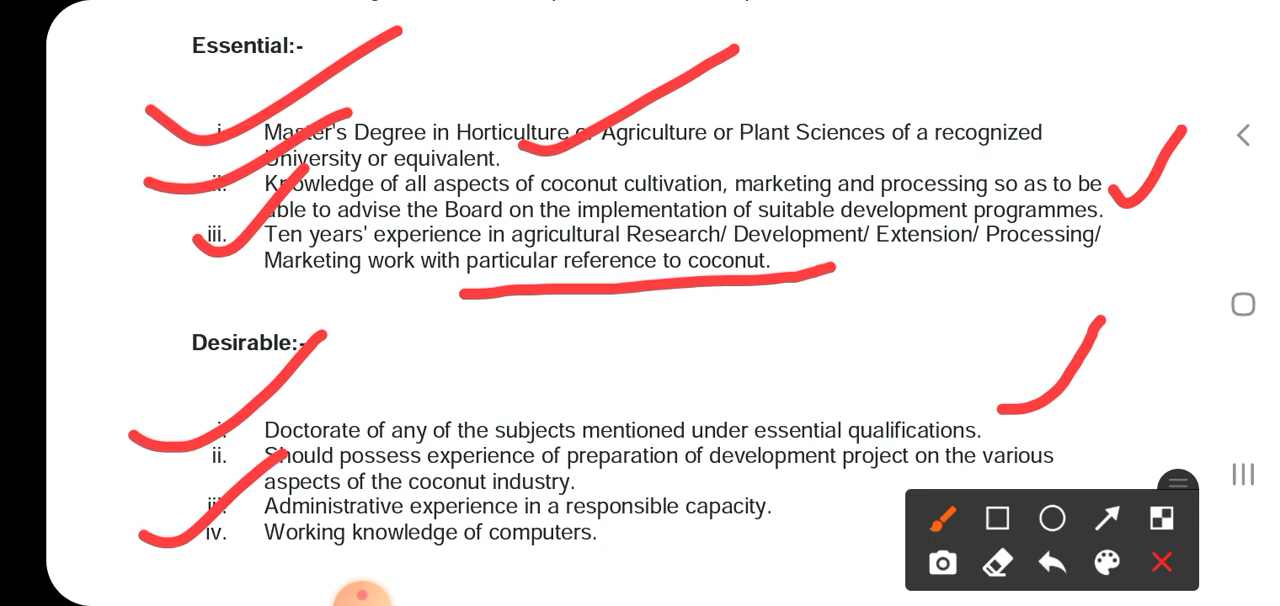 Essential:-
i. Master's Degree in Horticulture or Agriculture or Plant Sciences of a recognized
University or equivalent.
ii. Knowledge of all aspects of coconut cultivation, marketing and processing so as to be
able to advise the Board on the implementation of suitable development programmes.
iii. Ten years' experience in agricultural Research/ Development/ Extension/ Processing/
Marketing work with particular reference to coconut.
Desirable:-
i. Doctorate of any of the subjects mentioned under essential qualifications.
ii. Should possess experience of preparation of development project on the various
aspects of the coconut industry.
iii. Administrative experience in a responsible capacity.
iv. Working knowledge of computers.